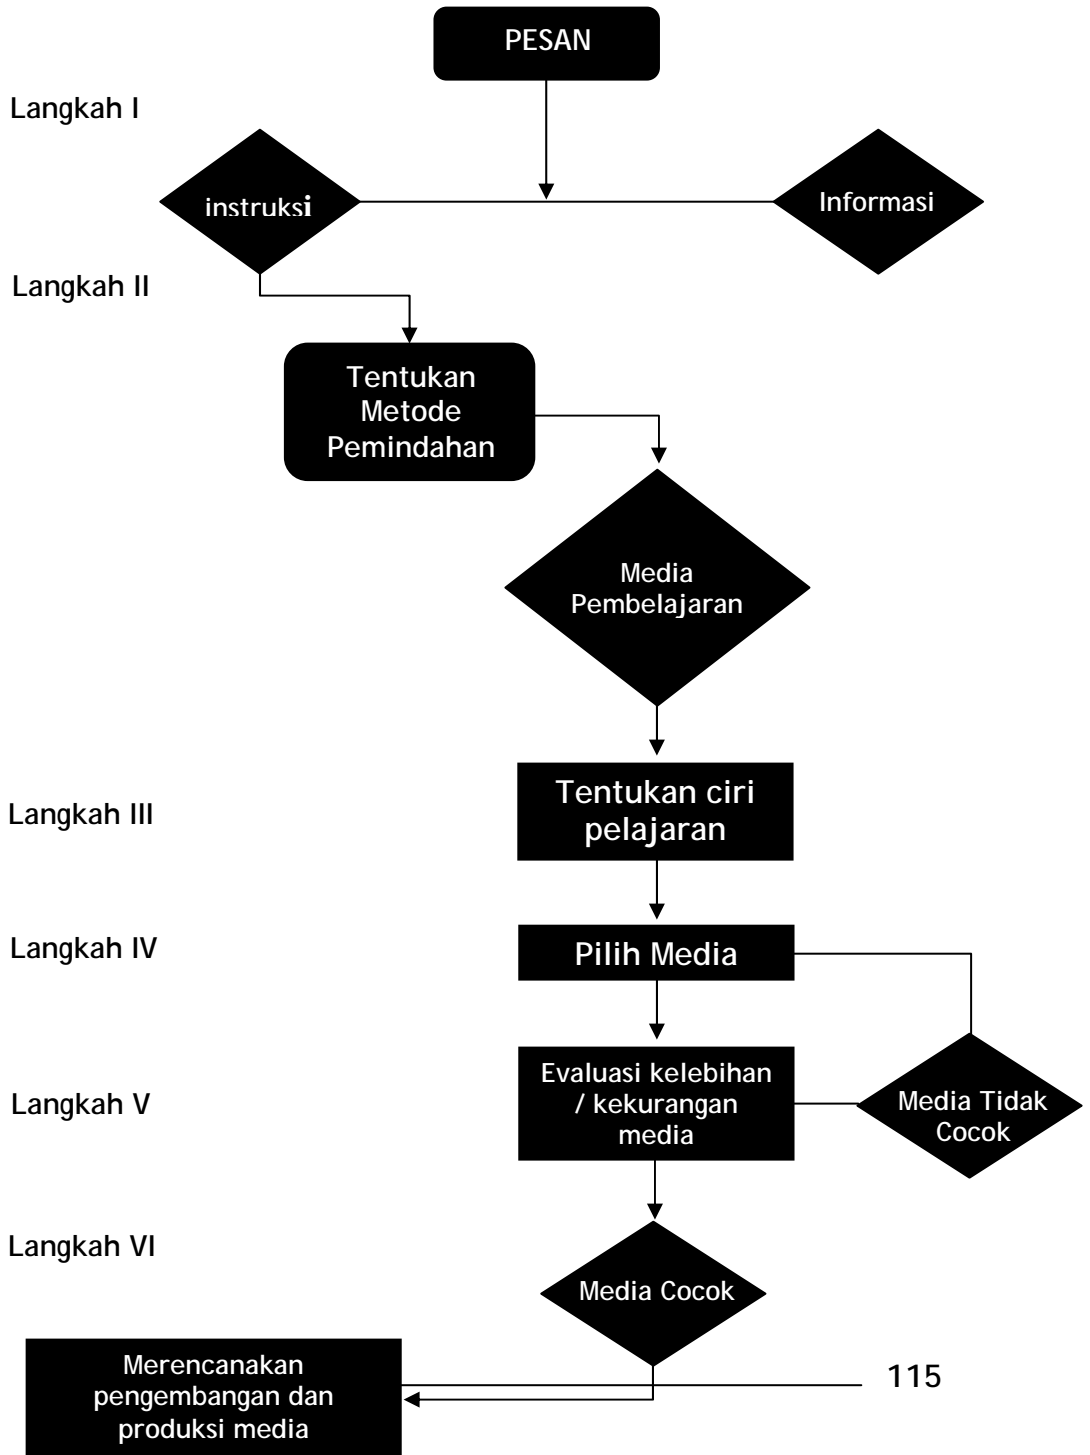 PESAN
Langkah I
instruksi
Informasi
Langkah II
Tentukan
Metode
Pemindahan
Media
Pembelajaran
Langkah III
Tentukan ciri
pelajaran
Langkah IV
Pilih Media
Langkah V
Evaluasi kelebihan
/ kekurangan
media
Media Tidak
Cocok
Langkah VI
Media Cocok
Merencanakan
pengembangan dan
produksi media
115